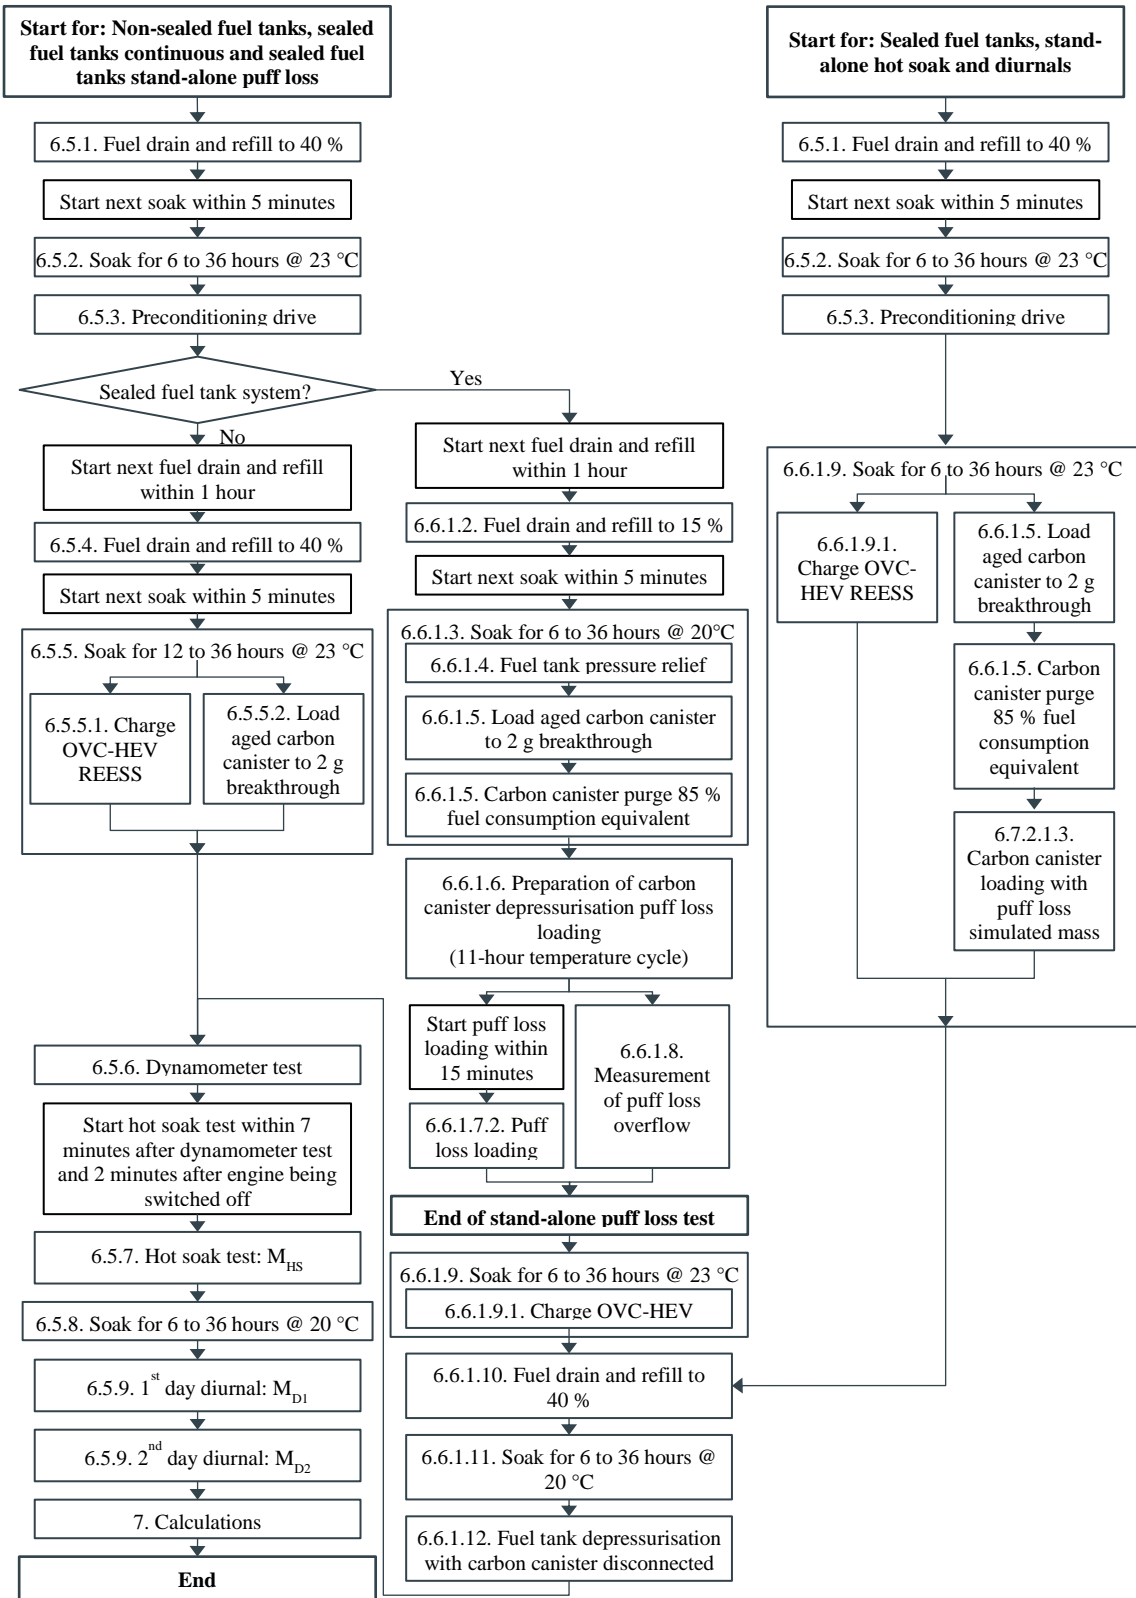 Start for: Non-sealed fuel tanks, sealed
fuel tanks continuous and sealed fuel
tanks stand-alone puff loss
6.5.1. Fuel drain and refill to 40 %
Start next soak within 5 minutes
6.5.2. Soak for 6 to 36 hours @ 23 °C
6.5.3. Preconditioning drive
Sealed fuel tank system?
Yes
No
Start next fuel drain and refill
within 1 hour
6.5.4. Fuel drain and refill to 40 %
Start next soak within 5 minutes
6.5.5. Soak for 12 to 36 hours @ 23 °C
6.5.5.1. Charge
OVC-HEV
REESS
6.5.5.2. Load
aged carbon
canister to 2 g
breakthrough
6.5.6. Dynamometer test
Start hot soak test within 7
minutes after dynamometer test
and 2 minutes after engine being
switched off
6.5.7. Hot soak test: MHS
6.5.8. Soak for 6 to 36 hours @ 20 °C
6.5.9. 1st day diurnal: MD1
6.5.9. 2nd day diurnal: MD2
7. Calculations
End
Start next fuel drain and refill
within 1 hour
6.6.1.2. Fuel drain and refill to 15 %
Start next soak within 5 minutes
6.6.1.3. Soak for 6 to 36 hours @ 20°C
6.6.1.4. Fuel tank pressure relief
6.6.1.5. Load aged carbon canister
to 2 g breakthrough
6.6.1.5. Carbon canister purge 85 %
fuel consumption equivalent
6.6.1.6. Preparation of carbon
canister depressurisation puff loss
loading
(11-hour temperature cycle)
Start puff loss
loading within
15 minutes
6.6.1.7.2. Puff
loss loading
6.6.1.8.
Measurement
of puff loss
overflow
End of stand-alone puff loss test
6.6.1.9. Soak for 6 to 36 hours @ 23 °C
6.6.1.9.1. Charge OVC-HEV
6.6.1.10. Fuel drain and refill to
40 %
6.6.1.11. Soak for 6 to 36 hours @
20 °C
6.6.1.12. Fuel tank depressurisation
with carbon canister disconnected
Start for: Sealed fuel tanks, stand-
alone hot soak and diurnals
6.5.1. Fuel drain and refill to 40 %
Start next soak within 5 minutes
6.5.2. Soak for 6 to 36 hours @ 23 °C
6.5.3. Preconditioning drive
6.6.1.9. Soak for 6 to 36 hours @ 23 °C
6.6.1.9.1.
Charge OVC-
HEV REESS
6.6.1.5. Load
aged carbon
canister to 2 g
breakthrough
6.6.1.5. Carbon
canister purge
85 % fuel
consumption
equivalent
6.7.2.1.3.
Carbon canister
loading with
puff loss
simulated mass